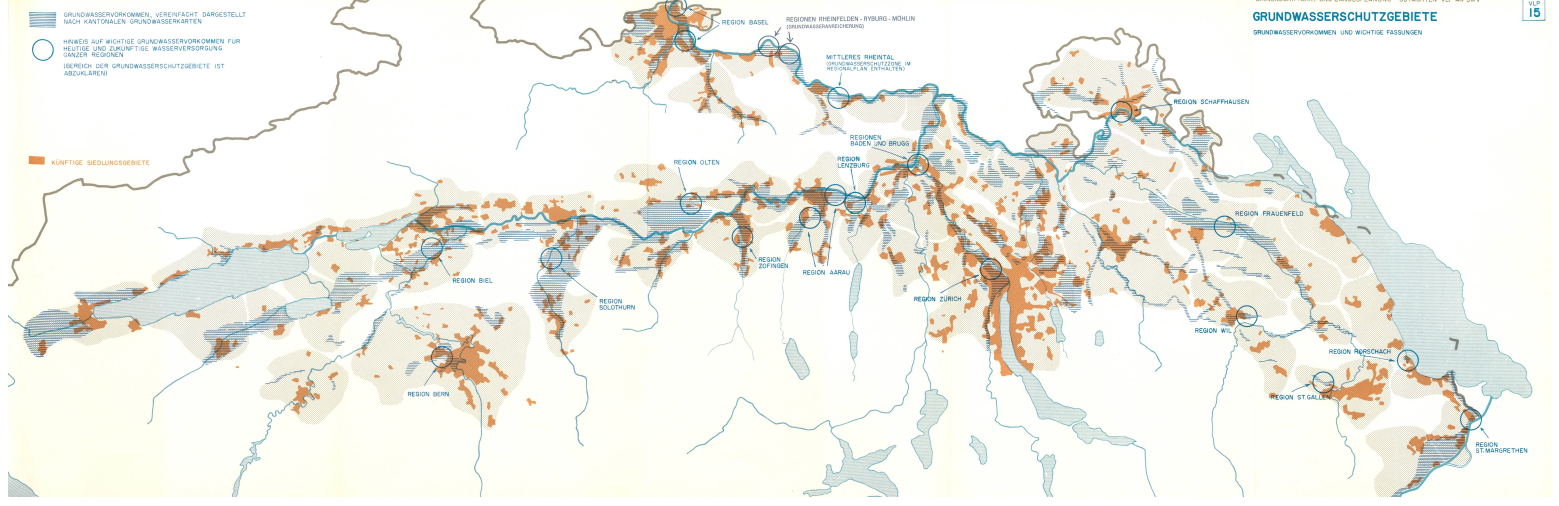 GRUNDWASSERVORKOMMEN, VEREINFACHT DARGESTELLT
NACH KANTONALEN GRUNDWASSERKARTEN
HINWEIS AUF WICHTIGE GRUNDWASSERVORKOMMEN FÜR
HEUTIGE UND ZUKÜNFTIGE WASSERVERSORGUNG
GANZER REGIONEN
(BEREICH DER GRUNDWASSERSCHUTZGEBIETE IST
ABZUKLÄREN)
KÜNFTIGE SIEDLUNGSGEBIETE
VLP
15
GRUNDWASSERSCHUTZGEBIETE
GRUNDWASSERVORKOMMEN UND WICHTIGE FASSUNGEN
REGION BASEL
REGIONEN RHEINFELDEN - RYBURG - MÖHLIN
(GRUNDWASSERANREICHERUNG)
MITTLERES RHEINTAL
(GRUNDWASSERSCHUTZZONE IM
REGIONALPLAN ENTHALTEN)
REGION SCHAFFHAUSEN
REGIONEN
BADEN UND BRUGG
REGION
LENZBURG
REGION OLTEN
REGION FRAUENFELD
REGION BIEL
REGION
SOLOTHURN
REGION
ZOFINGEN
REGION AARAU
REGION ZÜRICH
REGION WIL
REGION RORSCHACH
REGION BERN
REGION ST.GALLEN
REGION
ST. MARGRETHEN